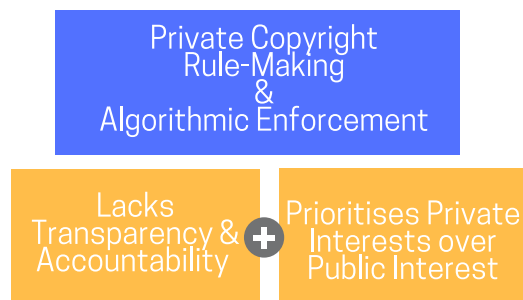 Private Copyright
Rule-Making
&
Algorithmic Enforcement
Lacks
Transparency &
Accountability
Prioritises Private
Interests over
Public Interest